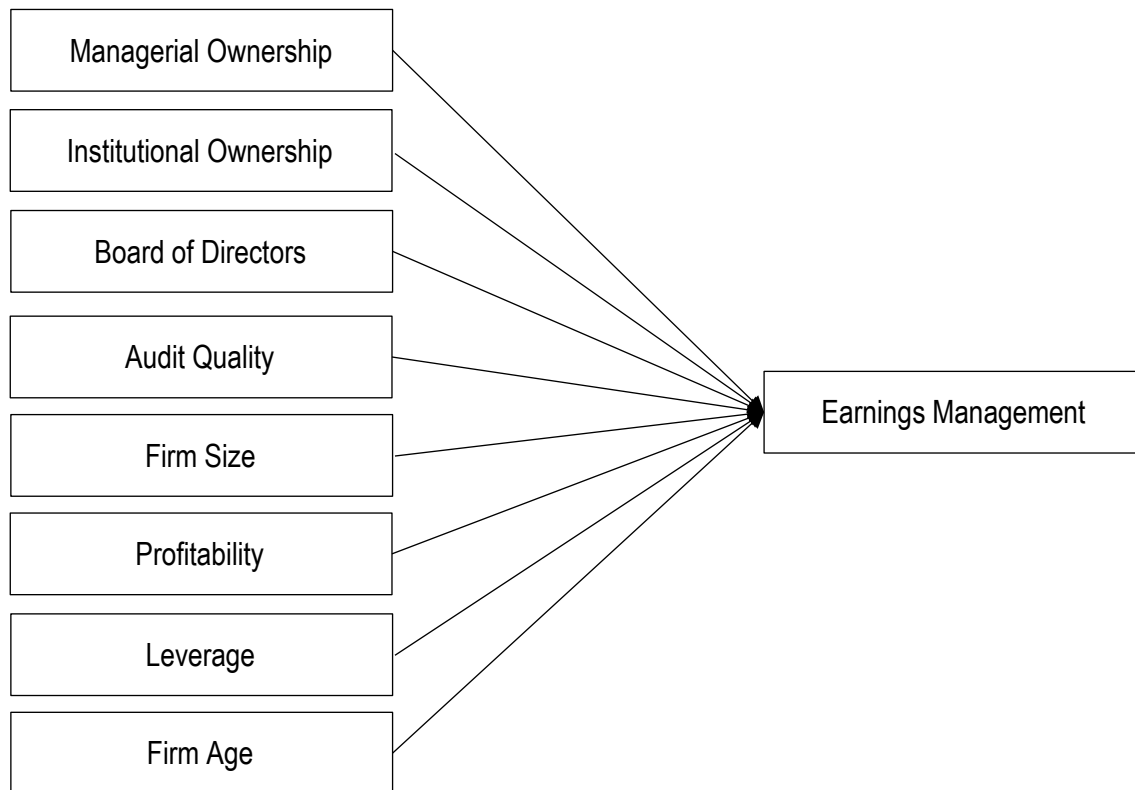 Managerial Ownership
Institutional Ownership
Board of Directors
Audit Quality
Earnings Management
Firm Size
Profitability
Leverage
Firm Age